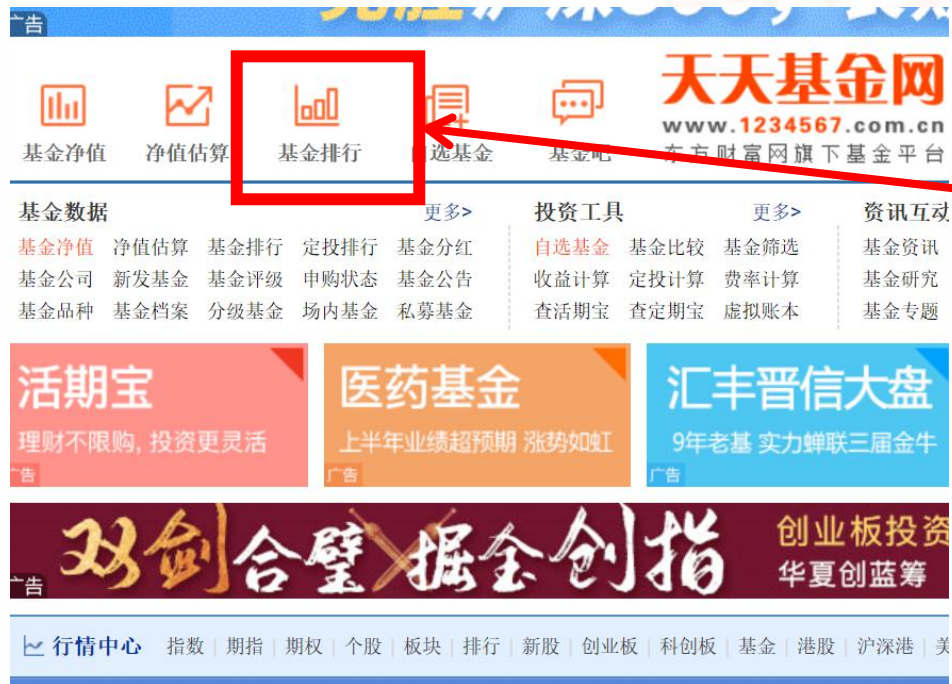 广告
天天基金网
www.1234567.com.cn
东方财富网旗下基金平台
基金净值 净值估算 基金排行 自选基金 基金吧
基金数据 更多>
基金净值 净值估算 基金排行 定投排行 基金分红
基金公司 新发基金 基金评级 申购状态 基金公告
基金品种 基金档案 分级基金 场内基金 私募基金
投资工具 更多>
自选基金 基金比较 基金筛选
收益计算 定投计算 费率计算
查活期宝 查定期宝 虚拟账本
资讯互动
基金资讯
基金研究
基金专题
活期宝
理财不限购, 投资更灵活
广告
医药基金
上半年业绩超预期 涨势如虹
广告
汇丰晋信大盘
9年老基 实力蝉联三届金牛
广告
双剑合璧 掘金创指
创业板投资
华夏创蓝筹
广告
行情中心 指数 期指 期权 个股 板块 排行 新股 创业板 科创板 基金 港股 沪深港 美